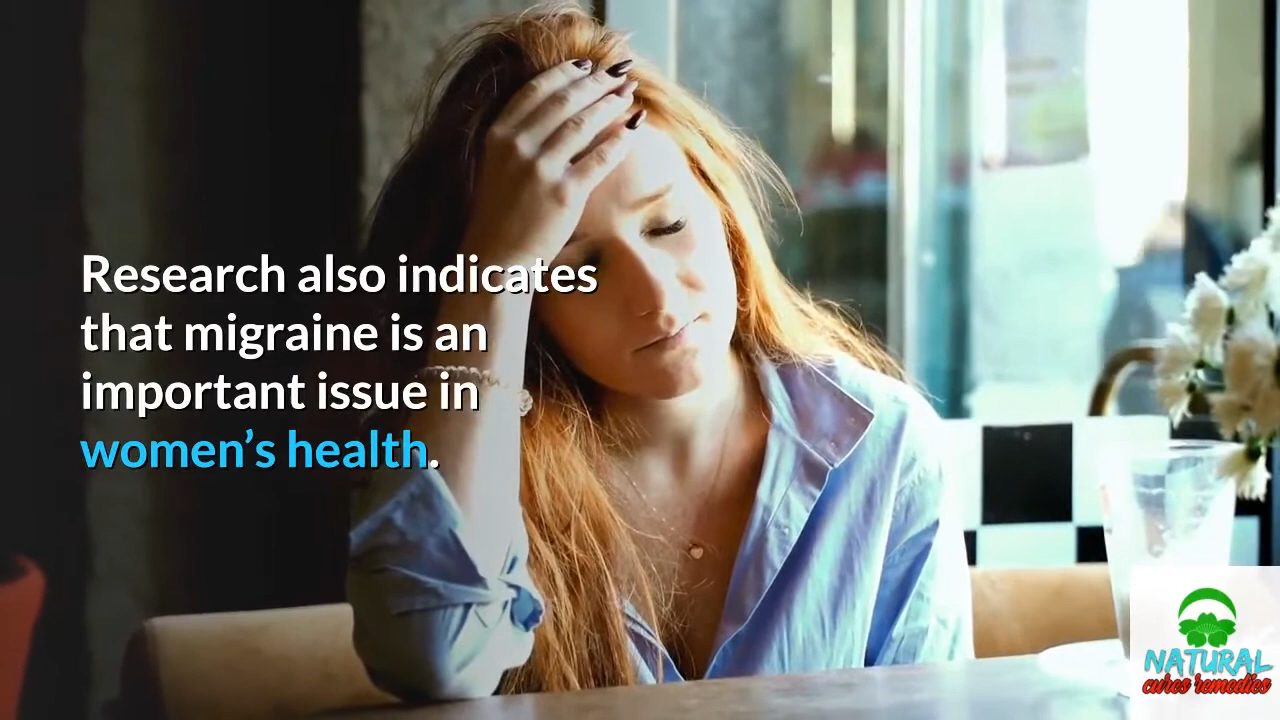 Research also indicates
that migraine is an
important issue in
women’s health.
NATURAL
cures remedies